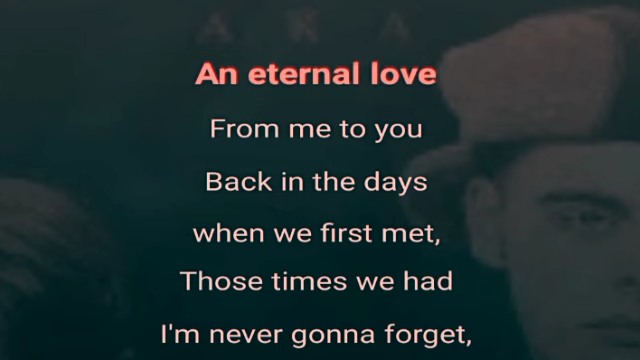 An eternal love
From me to you
Back in the days
when we first met,
Those times we had
I'm never gonna forget,